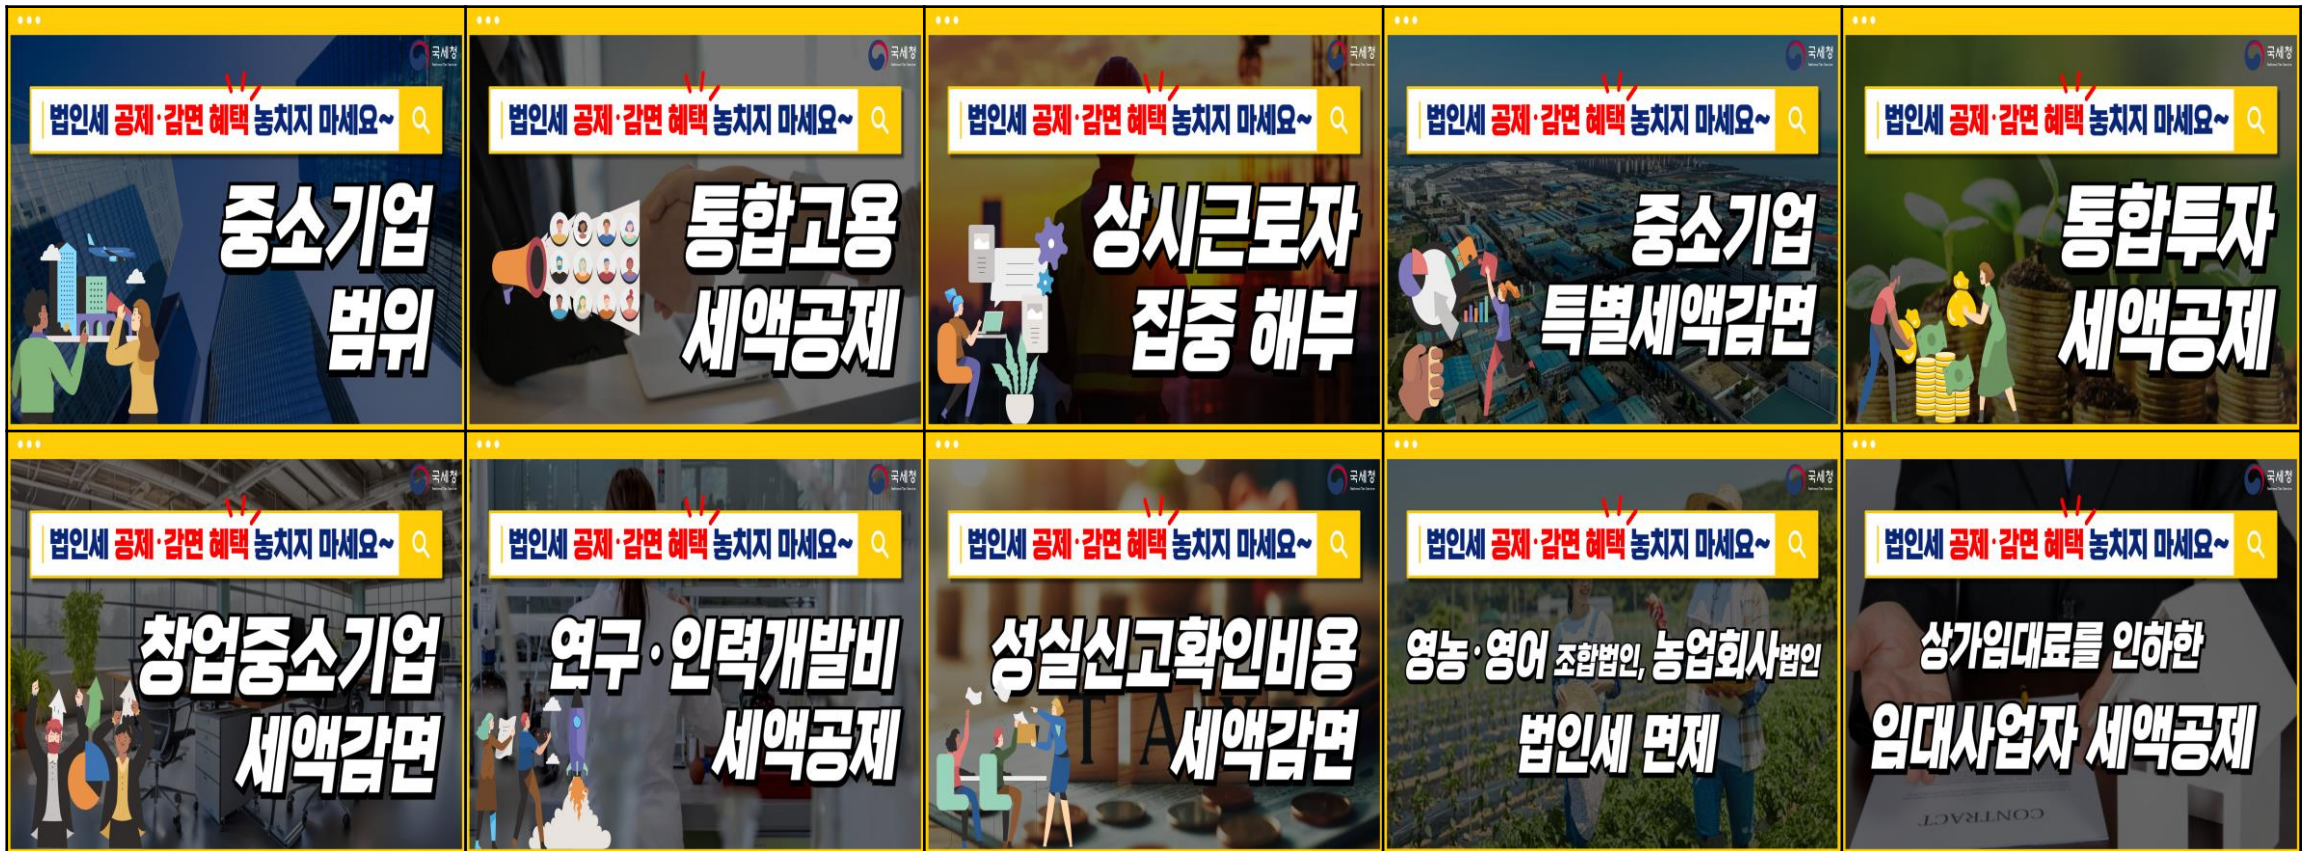 국세청
법인세 공제·감면 혜택 놓치지 마세요~
중소기업
범위
국세청
법인세 공제·감면 혜택 놓치지 마세요~
통합고용
세액공제
국세청
법인세 공제·감면 혜택 놓치지 마세요~
상시근로자
집중 해부
국세청
법인세 공제·감면 혜택 놓치지 마세요~
중소기업
특별세액감면
국세청
법인세 공제·감면 혜택 놓치지 마세요~
통합투자
세액공제
국세청
법인세 공제·감면 혜택 놓치지 마세요~
창업중소기업
세액감면
국세청
법인세 공제·감면 혜택 놓치지 마세요~
연구·인력개발비
세액공제
국세청
법인세 공제·감면 혜택 놓치지 마세요~
성실신고확인비용
세액감면
TA
국세청
법인세 공제·감면 혜택 놓치지 마세요~
영농·영어 조합법인, 농업회사법인
법인세 면제
국세청
법인세 공제·감면 혜택 놓치지 마세요~
상가임대료를 인하한
임대사업자 세액공제
CONTRACT